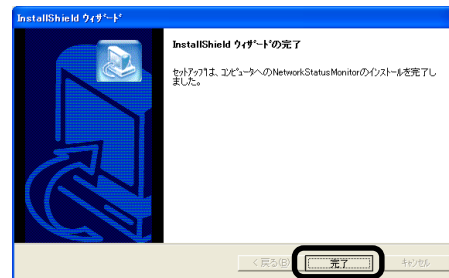 InstallShield ウィザード
InstallShield ウィザードの完了
セットアップは、コンピュータへのNetworkStatusMonitorのインストールを完了し
ました。
< 戻る(B)
完了
キャンセル